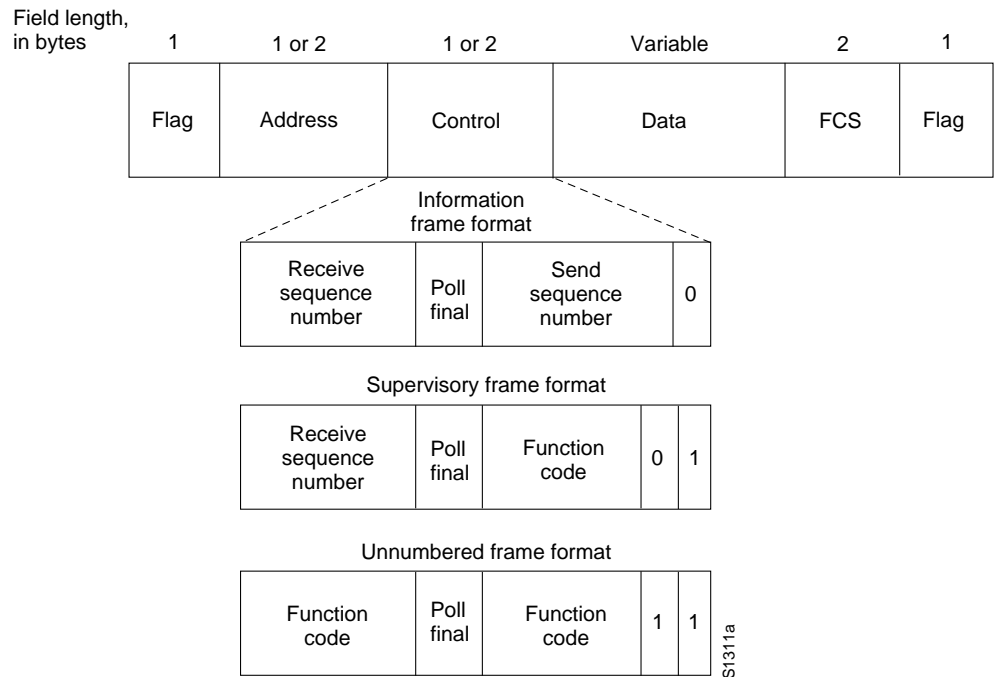 Field length,
in bytes 1 1 or 2 1 or 2 Variable 2 1
Flag Address Control Data FCS Flag
Information
frame format
Receive
sequence
number
Poll
final
Send
sequence
number
0
Supervisory frame format
Receive
sequence
number
Poll
final
Function
code
0 1
Unnumbered frame format
Function
code
Poll
final
Function
code
1 1
S1311a